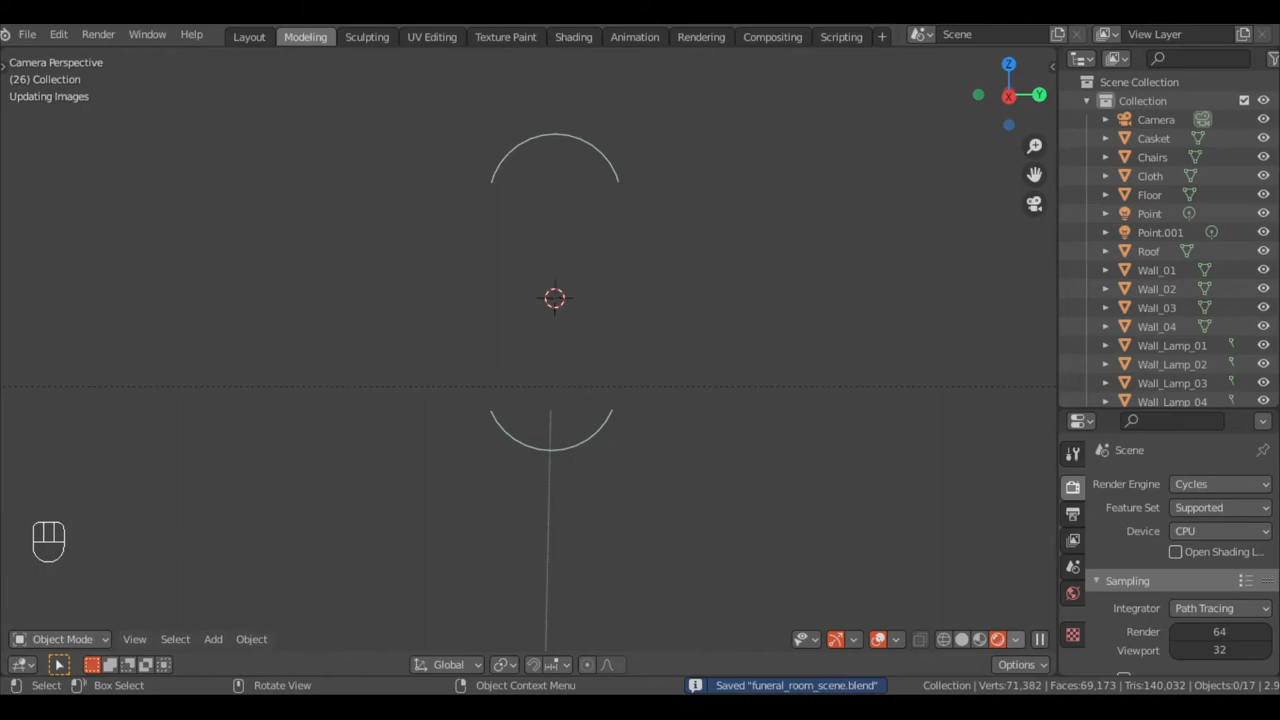 File Edit Render Window Help Layout Modeling Sculpting UV Editing Texture Paint Shading Animation Rendering Compositing Scripting + Scene View Layer
Camera Perspective
(26) Collection
Updating Images
Z
X
Y
Scene Collection
Collection
Camera
Casket
Chairs
Cloth
Floor
Point
Point.001
Roof
Wall_01
Wall_02
Wall_03
Wall_04
Wall_Lamp_01
Wall_Lamp_02
Wall_Lamp_03
Wall_Lamp_04
Scene
Render Engine Cycles
Feature Set Supported
Device CPU
Open Shading L...
Sampling
Integrator Path Tracing
Render 64
Viewport 32
Object Mode View Select Add Object
Global Options
Select Box Select Rotate View Object Context Menu Saved "funeral_room_scene.blend" Collection | Verts:71,382 | Faces:69,173 | Tris:140,032 | Objects:0/17 | 2.9